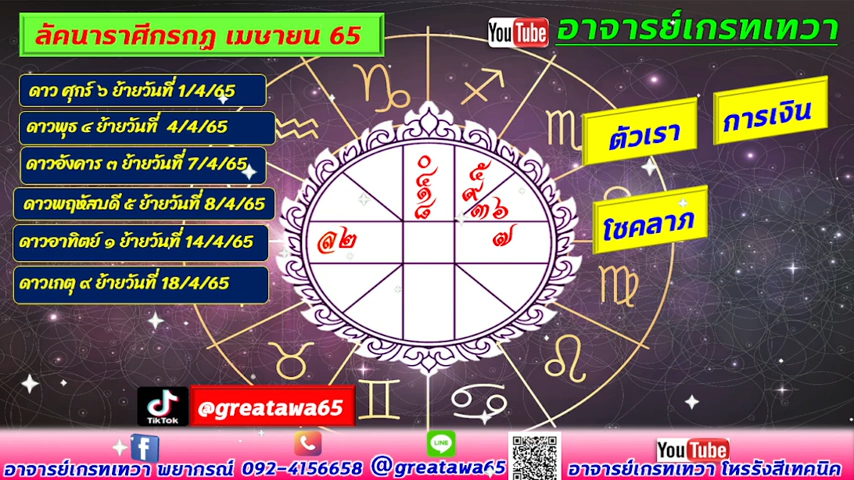 ลัคนาราศีกรกฎ เมษายน 65
YouTube อาจารย์เกรทเทวา
ดาว ศุกร์ ๖ ย้ายวันที่ 1/4/65
ดาวพุธ ๔ ย้ายวันที่ 4/4/65
ดาวอังคาร ๓ ย้ายวันที่ 7/4/65
ดาวพฤหัสบดี ๕ ย้ายวันที่ 8/4/65
ดาวอาทิตย์ ๑ ย้ายวันที่ 14/4/65
ดาวเกตุ ๙ ย้ายวันที่ 18/4/65
ตัวเรา
การเงิน
โชคลาภ
๐
๔
๑
๘
๕
๙
๓๖
ล๒
๗
TikTok
@greatawa65
LINE
YouTube
อาจารย์เกรทเทวา พยากรณ์ 092-4156658 @greatawa65
อาจารย์เกรทเทวา โหรรังสีเทคนิค